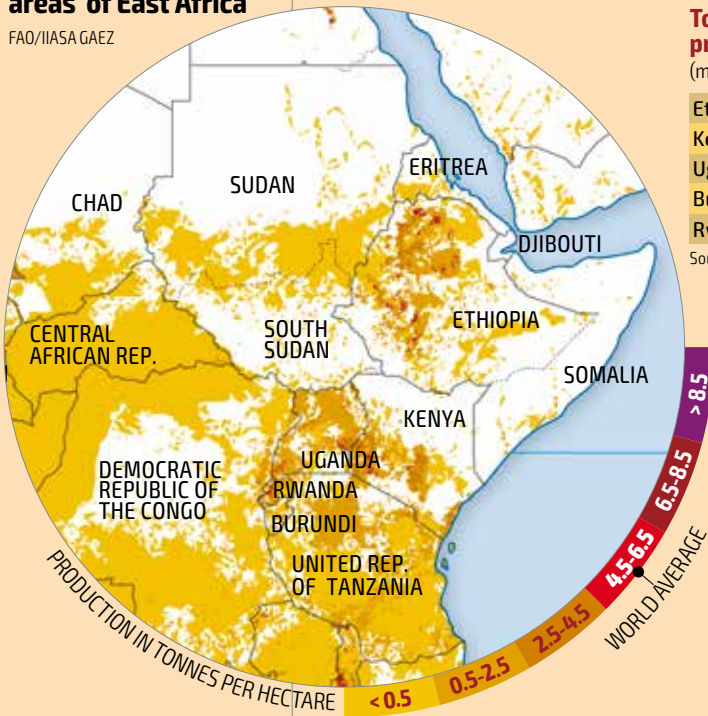 areas of East Africa
FAO/IIASA GAEZ
(m
Sou
ERITREA
SUDAN
CHAD
DJIBOUTI
ETHIOPIA
CENTRAL
AFRICAN REP.
SOUTH
SUDAN
SOMALIA
KENYA
UGANDA
DEMOCRATIC
REPUBLIC OF
THE CONGO
RWANDA
BURUNDI
UNITED REP.
OF TANZANIA
> 8.5
6.5-8.5
4.5-6.5
2.5-4.5
0.5-2.5
< 0.5
WORLD AVERAGE
PRODUCTION IN TONNES PER HECTARE